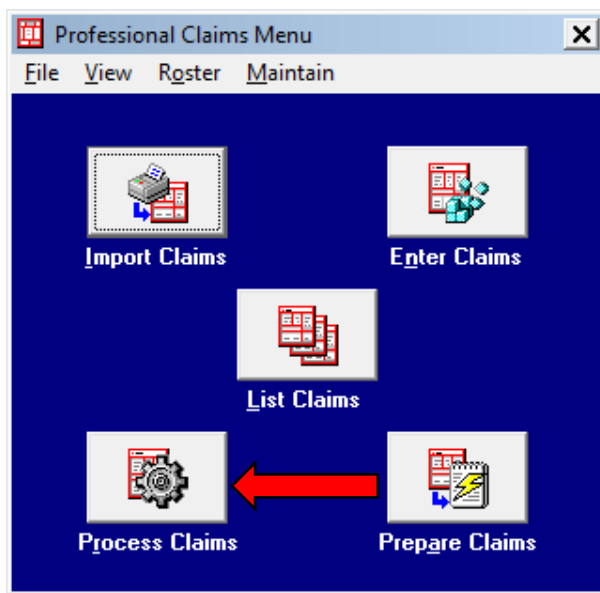 Professional Claims Menu
File View Roster Maintain
Import Claims
Enter Claims
List Claims
Process Claims
Prepare Claims